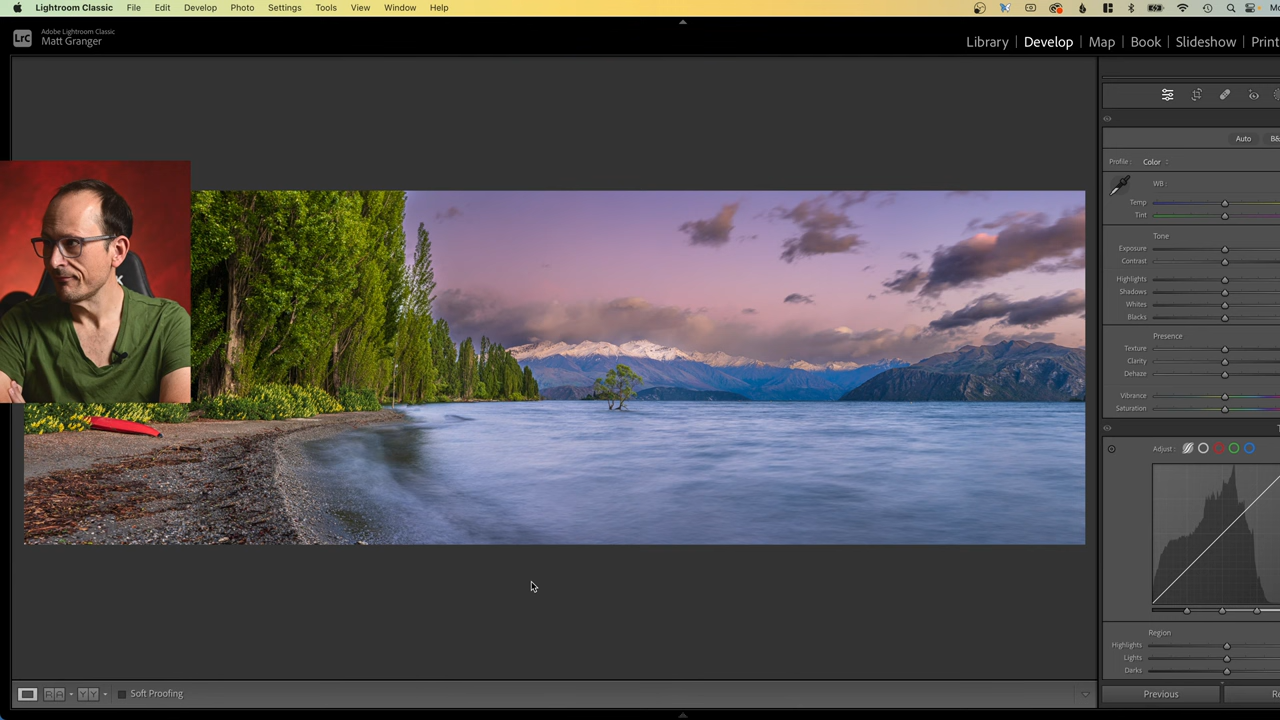 Lightroom Classic File Edit Develop Photo Settings Tools View Window Help
LrC
Adobe Lightroom Classic
Matt Granger
Library | Develop | Map | Book | Slideshow | Print
Auto
Profile : Color
WB :
Temp
Tint
Tone
Exposure
Contrast
Highlights
Shadows
Whites
Blacks
Presence
Texture
Clarity
Dehaze
Vibrance
Saturation
Adjust :
Region
Highlights
Lights
Darks
R A Y Y Soft Proofing
Previous